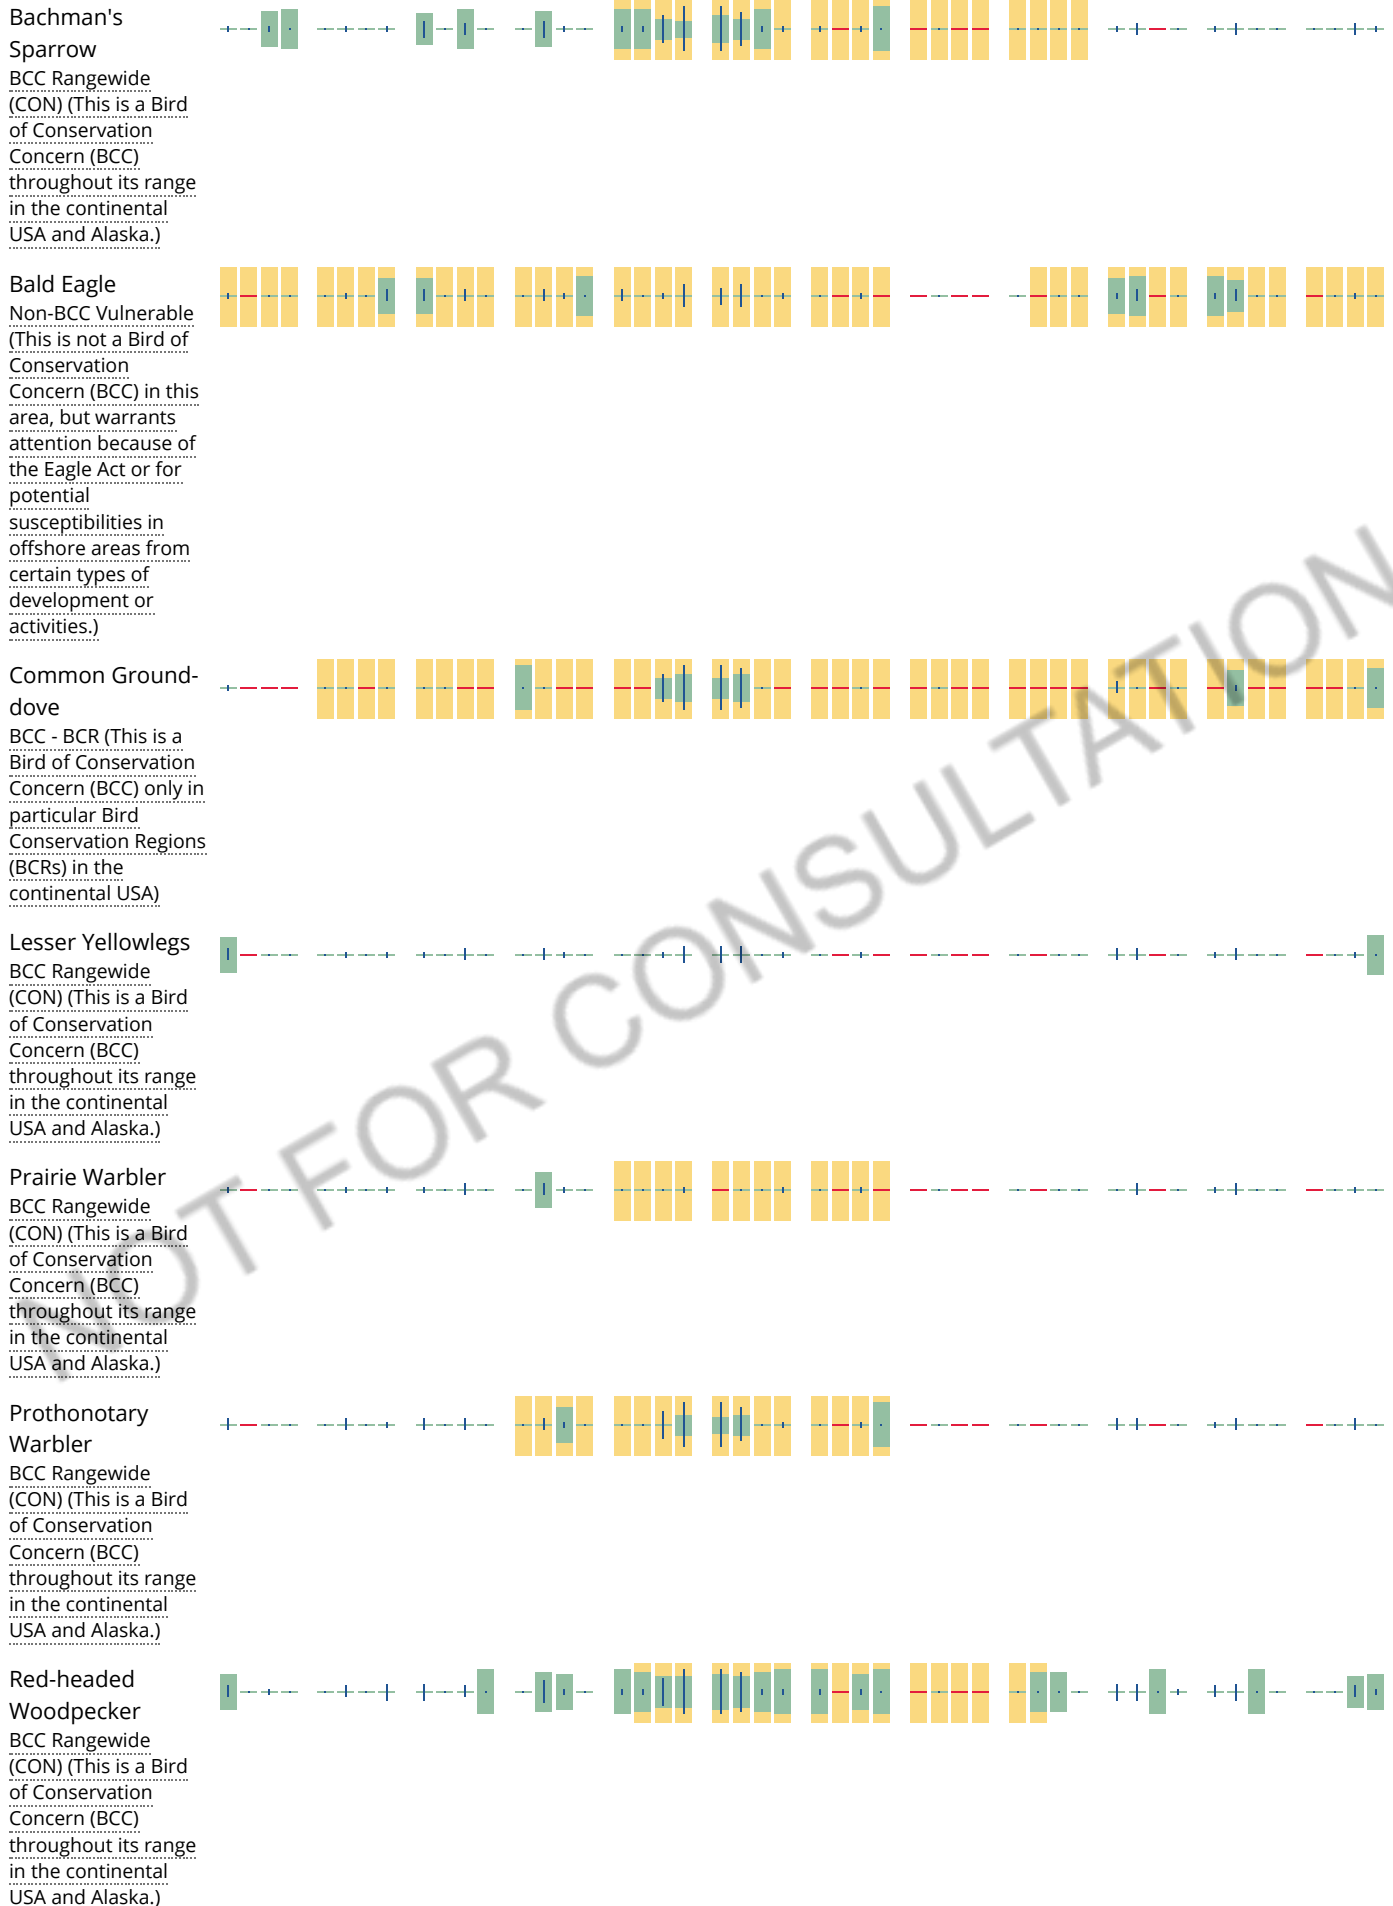 Bachman's
Sparrow
BCC Rangewide
(CON) (This is a Bird
of Conservation
Concern (BCC)
throughout its range
in the continental
USA and Alaska.)
Bald Eagle
Non-BCC Vulnerable
(This is not a Bird of
Conservation
Concern (BCC) in this
area, but warrants
attention because of
the Eagle Act or for
potential
susceptibilities in
offshore areas from
certain types of
development or
activities.)
Common Ground-
dove
BCC - BCR (This is a
Bird of Conservation
Concern (BCC) only in
particular Bird
Conservation Regions
(BCRs) in the
continental USA)
Lesser Yellowlegs
BCC Rangewide
(CON) (This is a Bird
of Conservation
Concern (BCC)
throughout its range
in the continental
USA and Alaska.)
Prairie Warbler
BCC Rangewide
(CON) (This is a Bird
of Conservation
Concern (BCC)
throughout its range
in the continental
USA and Alaska.)
Prothonotary
Warbler
BCC Rangewide
(CON) (This is a Bird
of Conservation
Concern (BCC)
throughout its range
in the continental
USA and Alaska.)
Red-headed
Woodpecker
BCC Rangewide
(CON) (This is a Bird
of Conservation
Concern (BCC)
throughout its range
in the continental
USA and Alaska.)
NOT FOR CONSULTATION